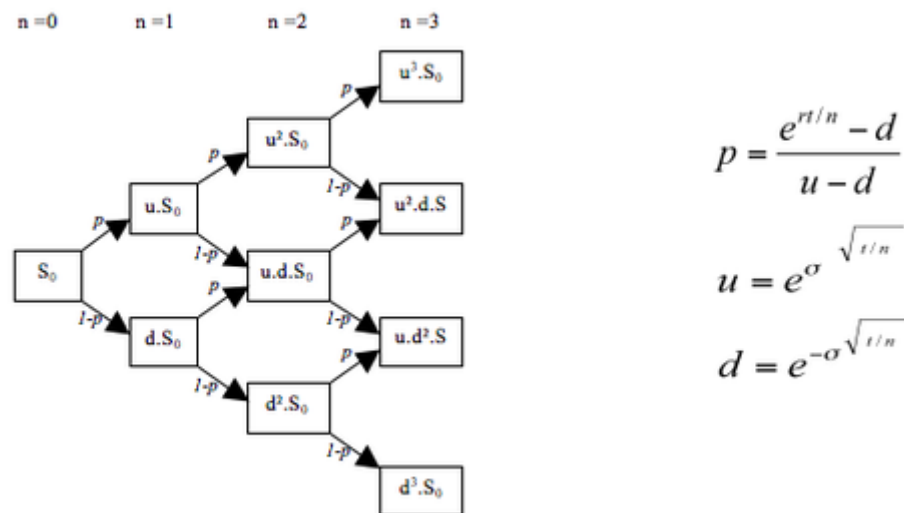 n =0 n =1 n =2 n =3
u³.S₀
p
u².S₀
p 1-p
u.S₀ u².d.S
p 1-p p
S₀ u.d.S₀
1-p p 1-p
d.S₀ u.d².S
1-p p
d².S₀
1-p
d³.S₀
p = (e^{rt/n} − d) / (u − d)
u = e^{σ √(t/n)}
d = e^{−σ √(t/n)}